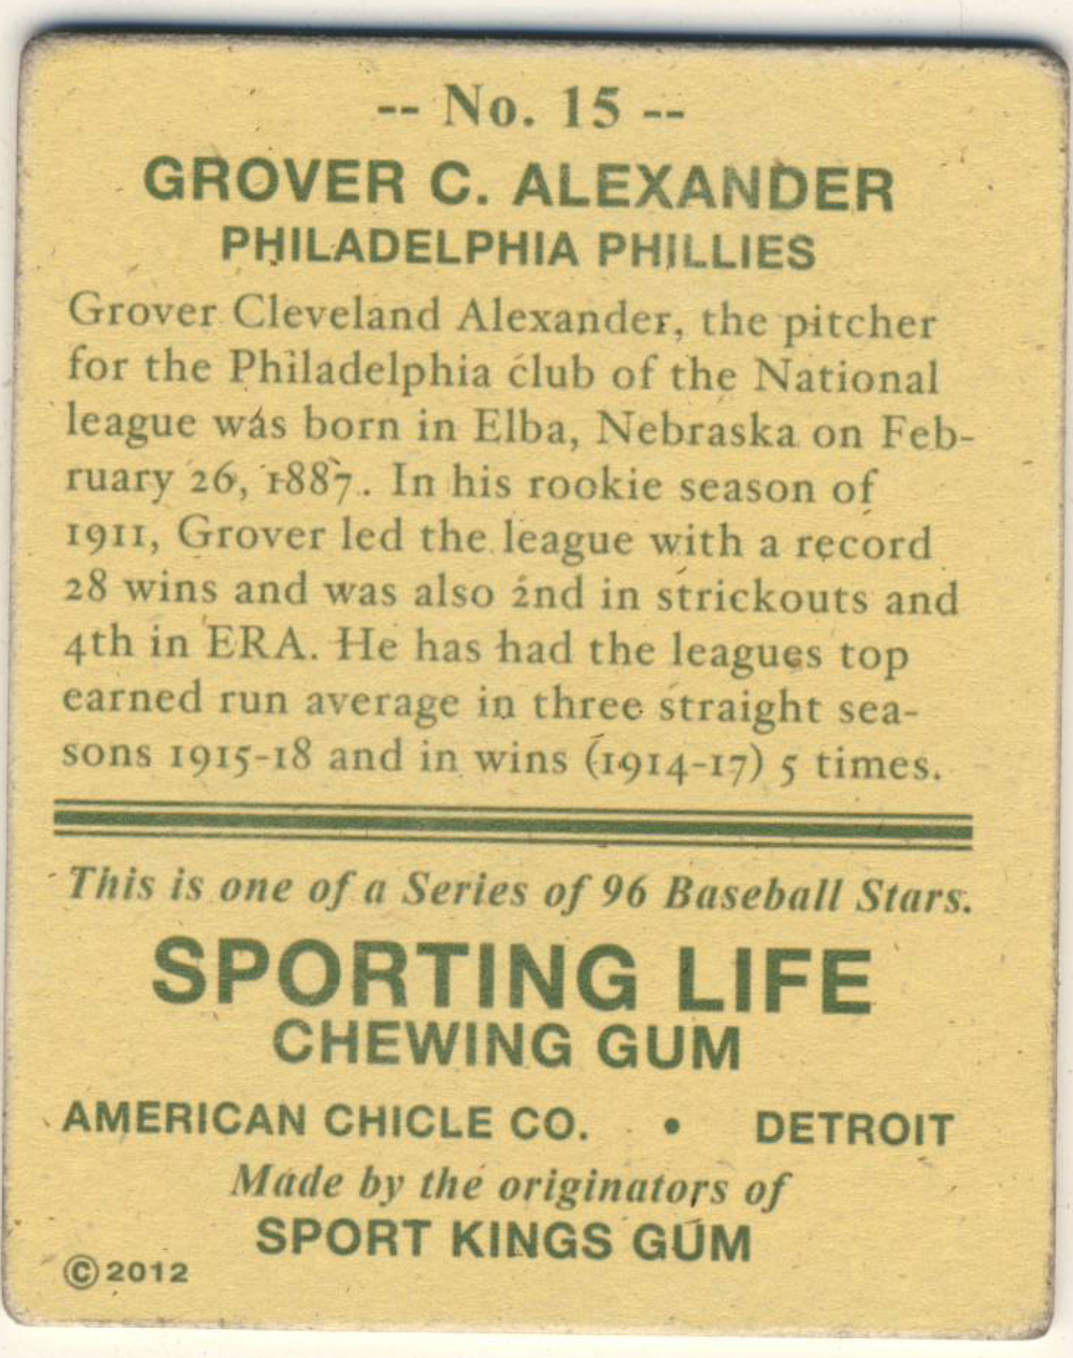 -- No. 15 --
GROVER C. ALEXANDER
PHILADELPHIA PHILLIES
Grover Cleveland Alexander, the pitcher
for the Philadelphia club of the National
league was born in Elba, Nebraska on Feb-
ruary 26, 1887. In his rookie season of
1911, Grover led the league with a record
28 wins and was also 2nd in strickouts and
4th in ERA. He has had the leagues top
earned run average in three straight sea-
sons 1915-18 and in wins (1914-17) 5 times.
This is one of a Series of 96 Baseball Stars.
SPORTING LIFE
CHEWING GUM
AMERICAN CHICLE CO. • DETROIT
Made by the originators of
SPORT KINGS GUM
©2012